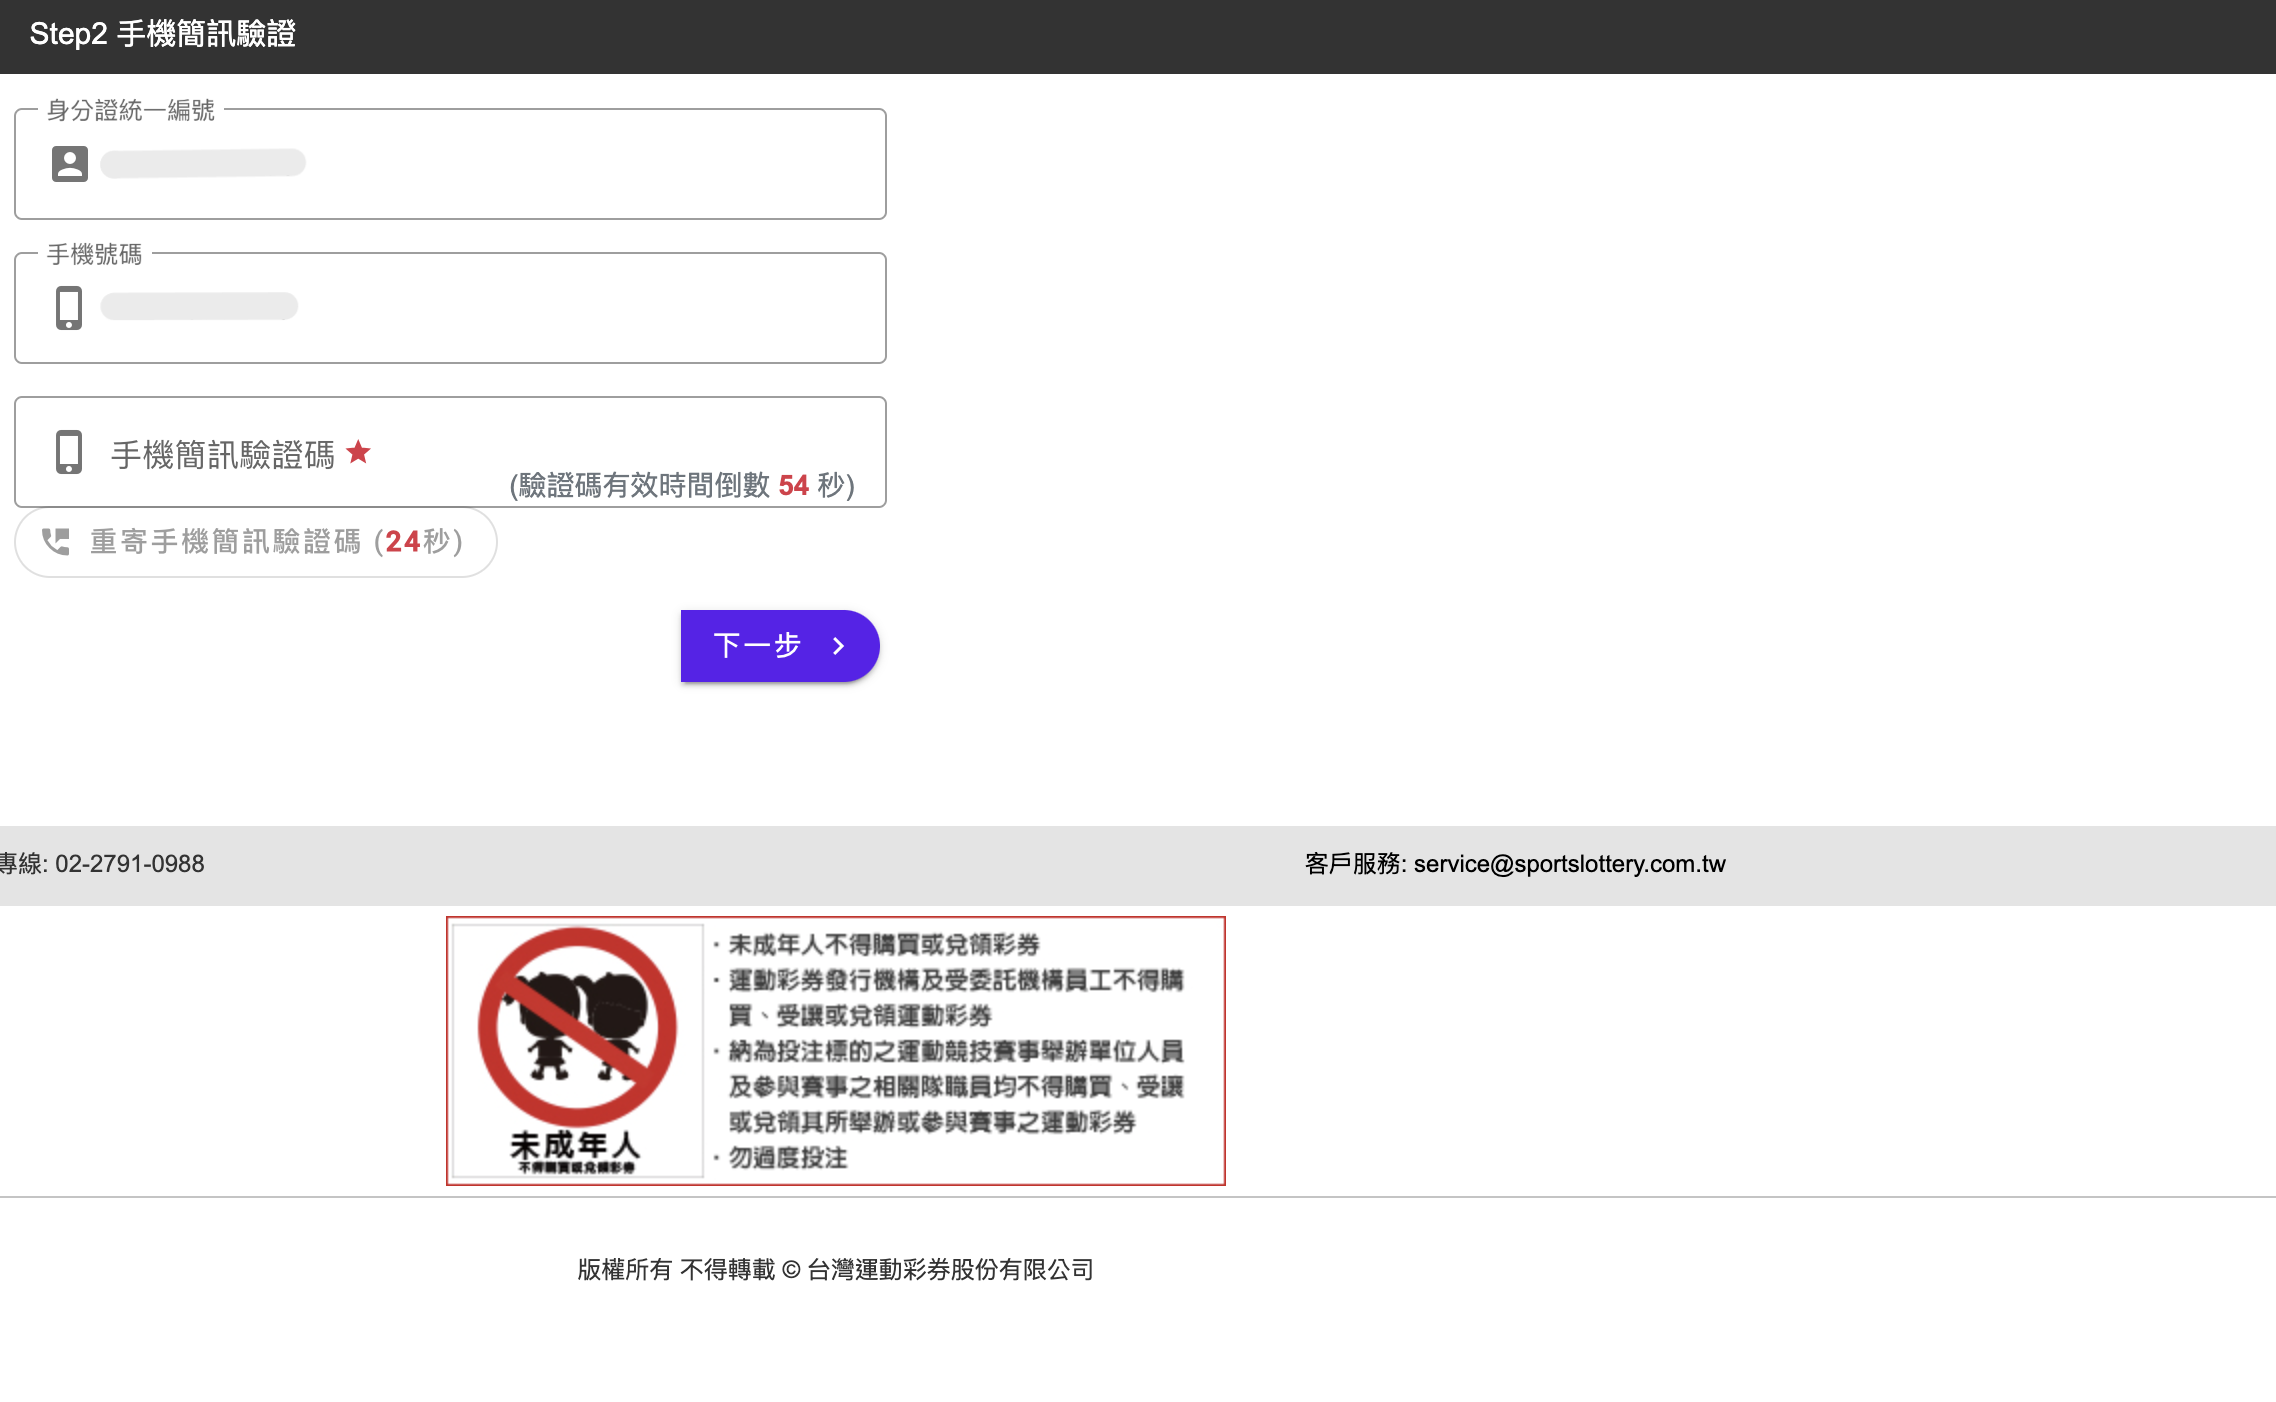 Step2 手機簡訊驗證
身分證統一編號
手機號碼
手機簡訊驗證碼 ★
(驗證碼有效時間倒數 54 秒)
重寄手機簡訊驗證碼 (24秒)
下一步
專線: 02-2791-0988
客戶服務: service@sportslottery.com.tw
未成年人
不得購買或兌領彩券
・未成年人不得購買或兌領彩券
・運動彩券發行機構及受委託機構員工不得購
買、受讓或兌領運動彩券
・納為投注標的之運動競技賽事舉辦單位人員
及參與賽事之相關隊職員均不得購買、受讓
或兌領其所舉辦或參與賽事之運動彩券
・勿過度投注
版權所有 不得轉載 © 台灣運動彩券股份有限公司